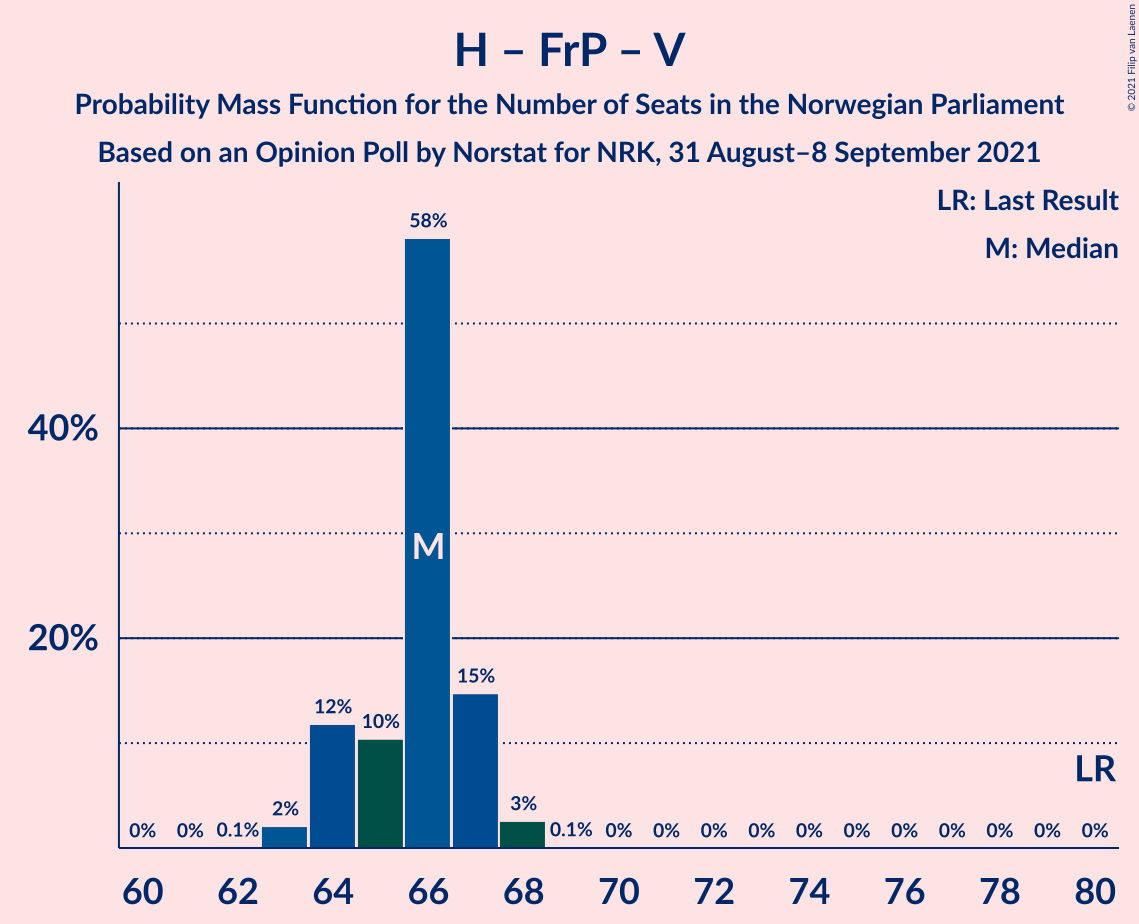 H – FrP – V
Probability Mass Function for the Number of Seats in the Norwegian Parliament
Based on an Opinion Poll by Norstat for NRK, 31 August–8 September 2021
© 2021 Filip van Laenen
LR: Last Result
M: Median
58%
40%
M
20%
15%
12%
10%
LR
2%
3%
0% 0% 0.1% 0.1% 0% 0% 0% 0% 0% 0% 0% 0% 0% 0% 0%
60 62 64 66 68 70 72 74 76 78 80